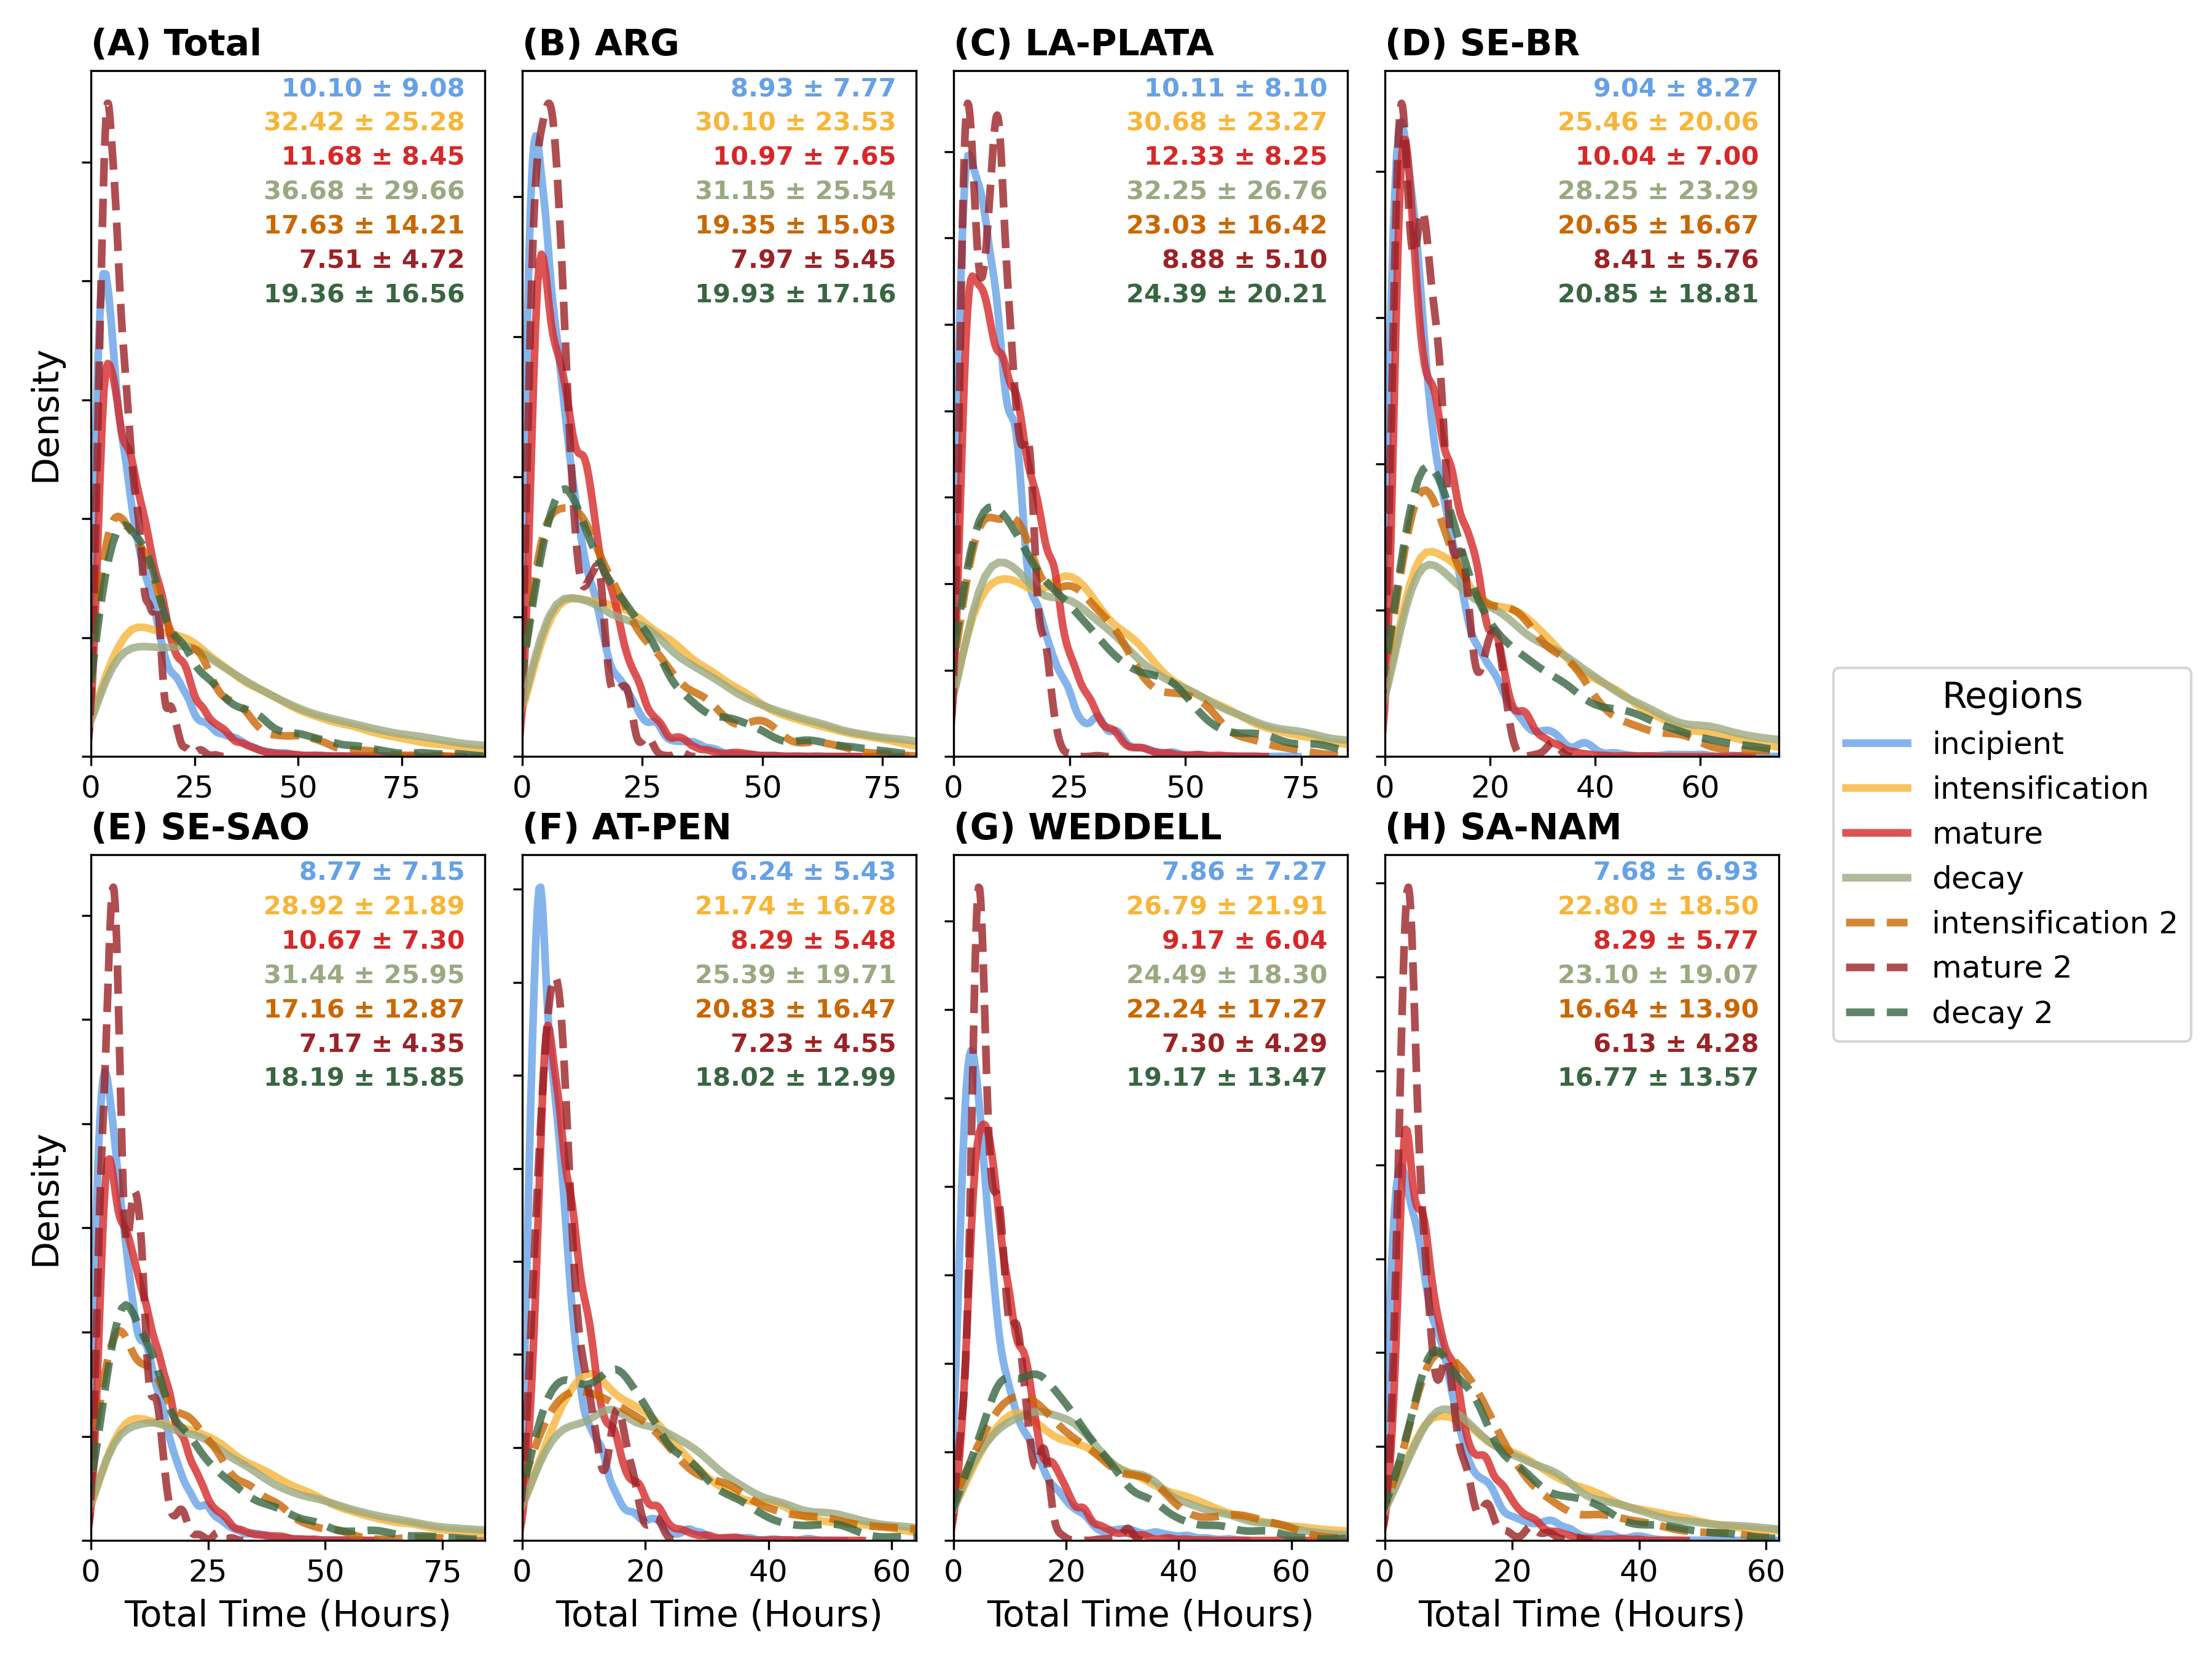 (A) Total
10.10 ± 9.08
32.42 ± 25.28
11.68 ± 8.45
36.68 ± 29.66
17.63 ± 14.21
7.51 ± 4.72
19.36 ± 16.56
Density
0 25 50 75
(B) ARG
8.93 ± 7.77
30.10 ± 23.53
10.97 ± 7.65
31.15 ± 25.54
19.35 ± 15.03
7.97 ± 5.45
19.93 ± 17.16
0 25 50 75
(C) LA-PLATA
10.11 ± 8.10
30.68 ± 23.27
12.33 ± 8.25
32.25 ± 26.76
23.03 ± 16.42
8.88 ± 5.10
24.39 ± 20.21
0 25 50 75
(D) SE-BR
9.04 ± 8.27
25.46 ± 20.06
10.04 ± 7.00
28.25 ± 23.29
20.65 ± 16.67
8.41 ± 5.76
20.85 ± 18.81
0 20 40 60
(E) SE-SAO
8.77 ± 7.15
28.92 ± 21.89
10.67 ± 7.30
31.44 ± 25.95
17.16 ± 12.87
7.17 ± 4.35
18.19 ± 15.85
Density
0 25 50 75
Total Time (Hours)
(F) AT-PEN
6.24 ± 5.43
21.74 ± 16.78
8.29 ± 5.48
25.39 ± 19.71
20.83 ± 16.47
7.23 ± 4.55
18.02 ± 12.99
0 20 40 60
Total Time (Hours)
(G) WEDDELL
7.86 ± 7.27
26.79 ± 21.91
9.17 ± 6.04
24.49 ± 18.30
22.24 ± 17.27
7.30 ± 4.29
19.17 ± 13.47
0 20 40 60
Total Time (Hours)
(H) SA-NAM
7.68 ± 6.93
22.80 ± 18.50
8.29 ± 5.77
23.10 ± 19.07
16.64 ± 13.90
6.13 ± 4.28
16.77 ± 13.57
0 20 40 60
Total Time (Hours)
Regions
incipient
intensification
mature
decay
intensification 2
mature 2
decay 2